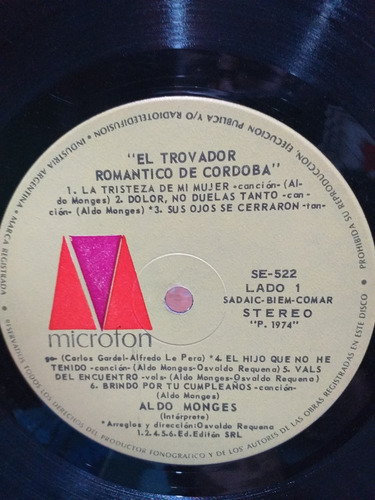 "EL TROVADOR
ROMANTICO DE CORDOBA"
1. LA TRISTEZA DE MI MUJER -canción- (Al-
do Monges) 2. DOLOR, NO DUELAS TANTO -can-
ción- (Aldo Monges) *3. SUS OJOS SE CERRARON -tan-
SE-522
LADO 1
SADAIC-BIEM-COMAR
STEREO
"P. 1974"
microfon
go- (Carlos Gardel-Alfredo Le Pera) *4. EL HIJO QUE NO HE
TENIDO -canción- (Aldo Monges-Osvaldo Requena) 5. VALS
DEL ENCUENTRO -vals- (Aldo Monges-Osvaldo Requena)
6. BRINDO POR TU CUMPLEAÑOS -canción-
(Aldo Monges)
ALDO MONGES
(Intérprete)
*Arreglos y dirección: Osvaldo Requena
1.2.4.5.6. Ed. Editón SRL
INDUSTRIA ARGENTINA - MARCA REGISTRADA -
PROHIBIDA SU REPRODUCCION, EJECUCION PUBLICA Y/O RADIOTELEDIFUSION -
RESERVADOS TODOS LOS DERECHOS DEL PRODUCTOR FONOGRAFICO Y DE LOS AUTORES DE LAS OBRAS REGISTRADAS EN ESTE DISCO